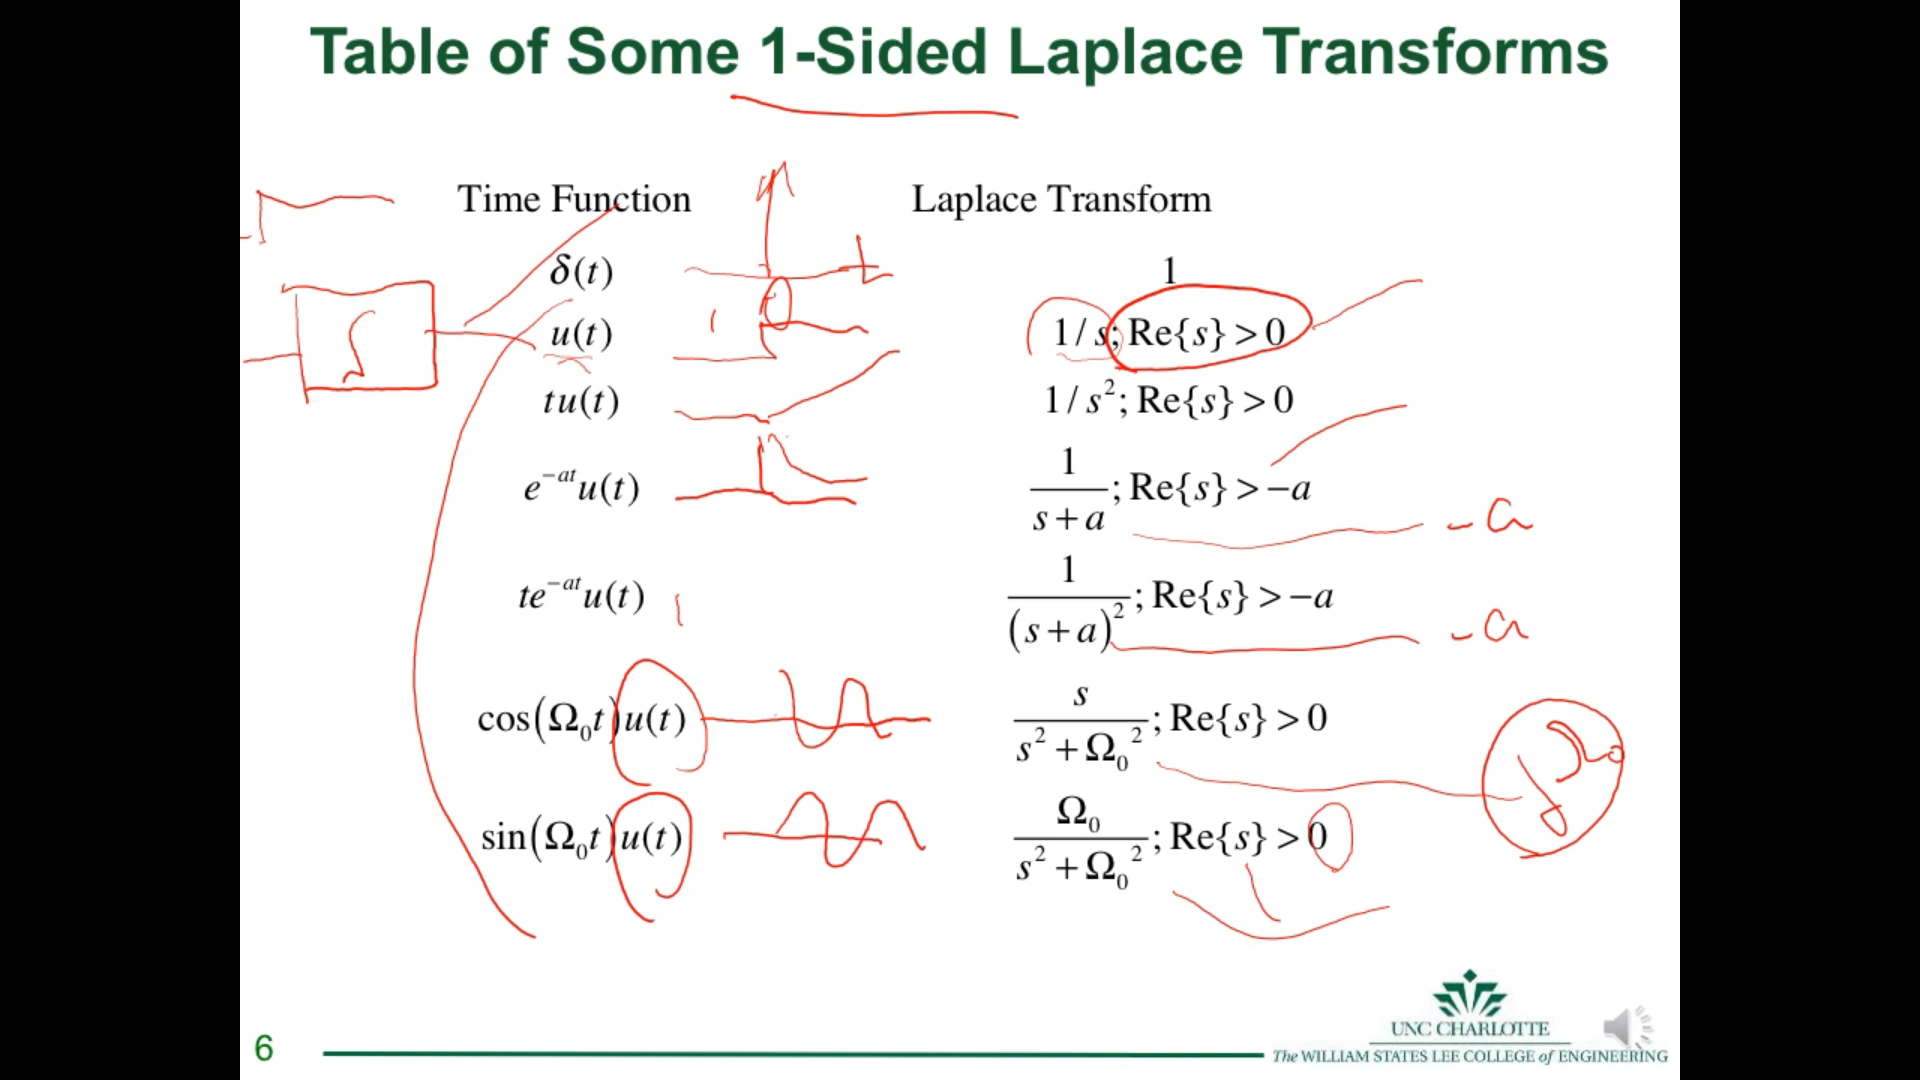 Table of Some 1-Sided Laplace Transforms
Time Function Laplace Transform
δ(t) 1
u(t) 1/s; Re{s} > 0
tu(t) 1/s²; Re{s} > 0
e^{−at}u(t) 1/(s+a); Re{s} > −a
−a
te^{−at}u(t) 1/(s+a)²; Re{s} > −a
−a
cos(Ω₀t)u(t) s/(s²+Ω₀²); Re{s} > 0
sin(Ω₀t)u(t) Ω₀/(s²+Ω₀²); Re{s} > 0
UNC CHARLOTTE
The WILLIAM STATES LEE COLLEGE of ENGINEERING
6